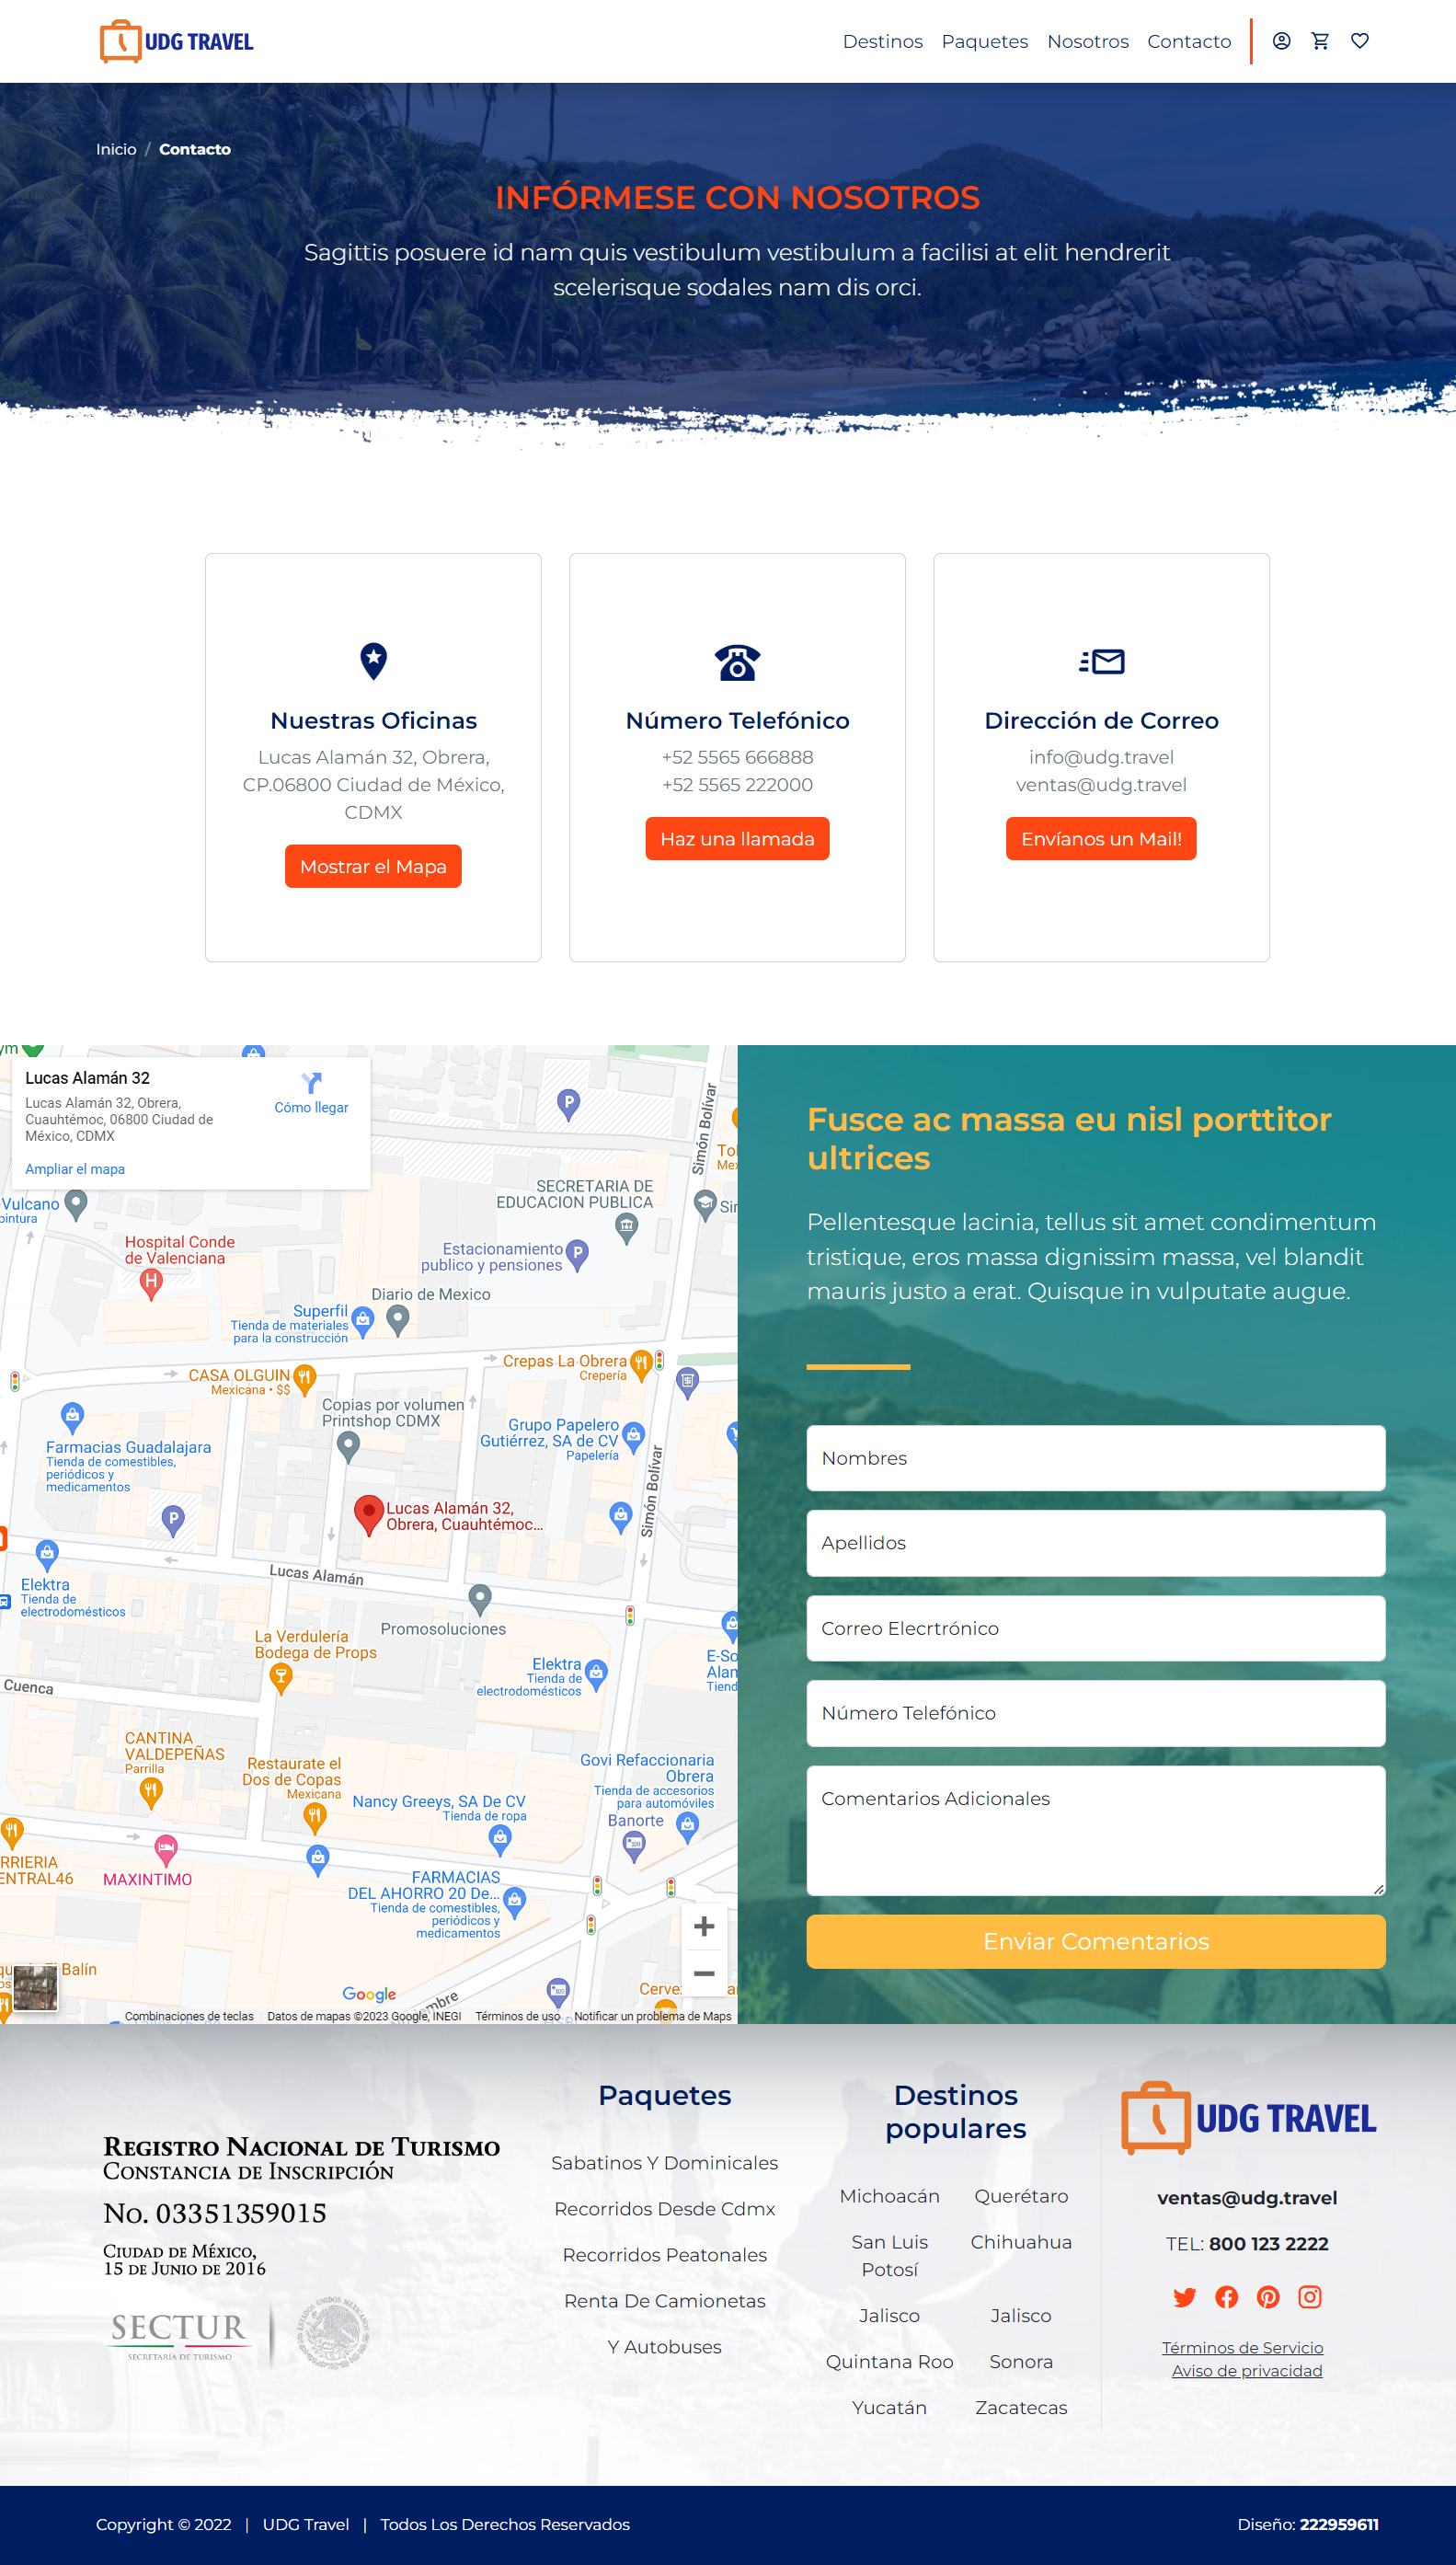 UDG TRAVEL
Destinos Paquetes Nosotros Contacto
Inicio / Contacto
INFÓRMESE CON NOSOTROS
Sagittis posuere id nam quis vestibulum vestibulum a facilisi at elit hendrerit
scelerisque sodales nam dis orci.
Nuestras Oficinas
Lucas Alamán 32, Obrera,
CP.06800 Ciudad de México,
CDMX
Mostrar el Mapa
Número Telefónico
+52 5565 666888
+52 5565 222000
Haz una llamada
Dirección de Correo
info@udg.travel
ventas@udg.travel
Envíanos un Mail!
Lucas Alamán 32
Lucas Alamán 32, Obrera,
Cuauhtémoc, 06800 Ciudad de
México, CDMX
Cómo llegar
Ampliar el mapa
Simón Bolívar
SECRETARIA DE
EDUCACION PUBLICA
Vulcano
pintura
Hospital Conde
de Valenciana
Estacionamiento
publico y pensiones
Diario de Mexico
Superfil
Tienda de materiales
para la construcción
CASA OLGUIN
Mexicana • $$
Crepas La Obrera
Crepería
Copias por volumen
Printshop CDMX
Grupo Papelero
Gutiérrez, SA de CV
Papelería
Farmacias Guadalajara
Tienda de comestibles,
periódicos y
medicamentos
Simón Bolívar
Lucas Alamán 32,
Obrera, Cuauhtémoc...
Lucas Alamán
Elektra
Tienda de
electrodomésticos
Promosoluciones
La Verdulería
Bodega de Props
Elektra
Tienda de
electrodomésticos
Cuenca
CANTINA
VALDEPEÑAS
Parrilla
Restaurate el
Dos de Copas
Mexicana
Govi Refaccionaria
Obrera
Tienda de accesorios
para automóviles
Nancy Greeys, SA De CV
Tienda de ropa
Banorte
MAXINTIMO
FARMACIAS
DEL AHORRO 20 De...
Tienda de comestibles,
periódicos y
medicamentos
Google
Combinaciones de teclas Datos de mapas ©2023 Google, INEGI Términos de uso Notificar un problema de Maps
Fusce ac massa eu nisl porttitor
ultrices
Pellentesque lacinia, tellus sit amet condimentum
tristique, eros massa dignissim massa, vel blandit
mauris justo a erat. Quisque in vulputate augue.
Nombres
Apellidos
Correo Elecrtrónico
Número Telefónico
Comentarios Adicionales
Enviar Comentarios
Registro Nacional de Turismo
Constancia de Inscripción
No. 03351359015
Ciudad de México,
15 de Junio de 2016
SECTUR
SECRETARÍA DE TURISMO
ESTADOS UNIDOS MEXICANOS
Paquetes
Sabatinos Y Dominicales
Recorridos Desde Cdmx
Recorridos Peatonales
Renta De Camionetas
Y Autobuses
Destinos
populares
Michoacán Querétaro
San Luis
Potosí
Chihuahua
Jalisco Jalisco
Quintana Roo Sonora
Yucatán Zacatecas
UDG TRAVEL
ventas@udg.travel
TEL: 800 123 2222
Términos de Servicio
Aviso de privacidad
Copyright © 2022 | UDG Travel | Todos Los Derechos Reservados
Diseño: 222959611